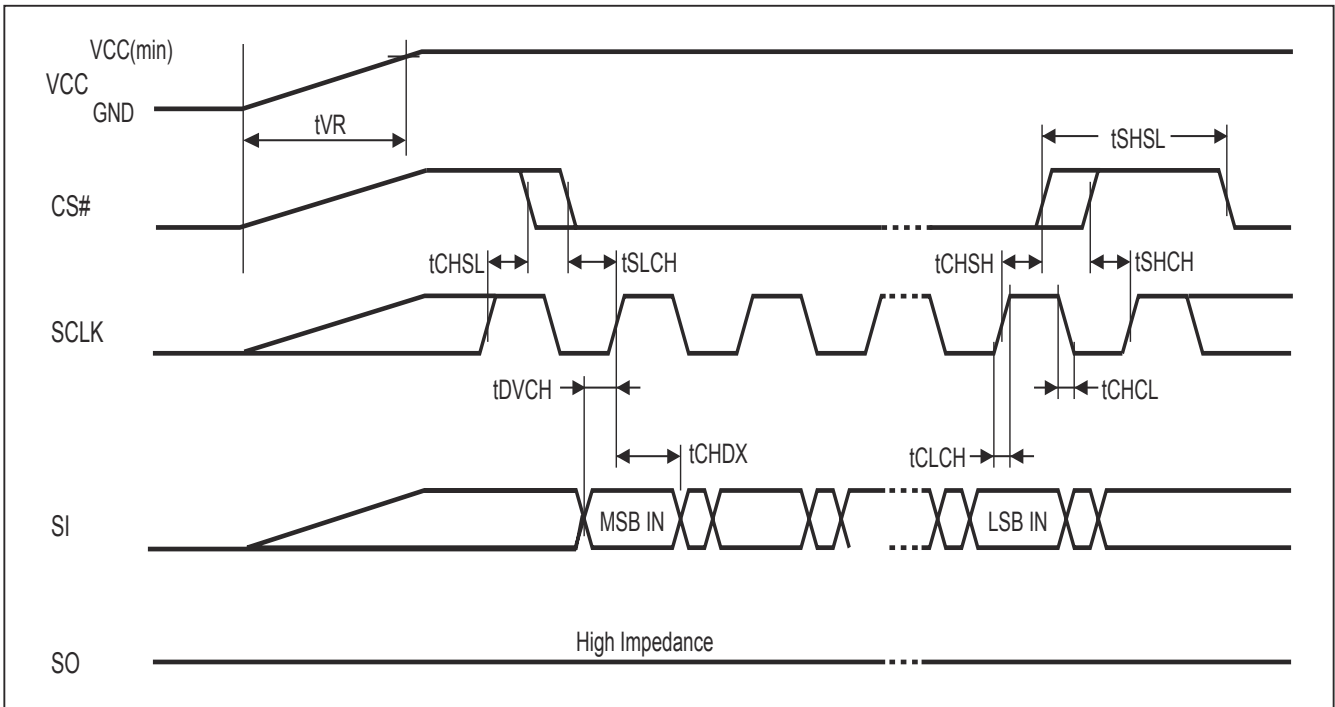 VCC(min)
VCC
GND
tVR
tSHSL
CS#
tCHSL
tSLCH
tCHSH
tSHCH
SCLK
tDVCH
tCHCL
tCHDX
tCLCH
SI
MSB IN
LSB IN
High Impedance
SO